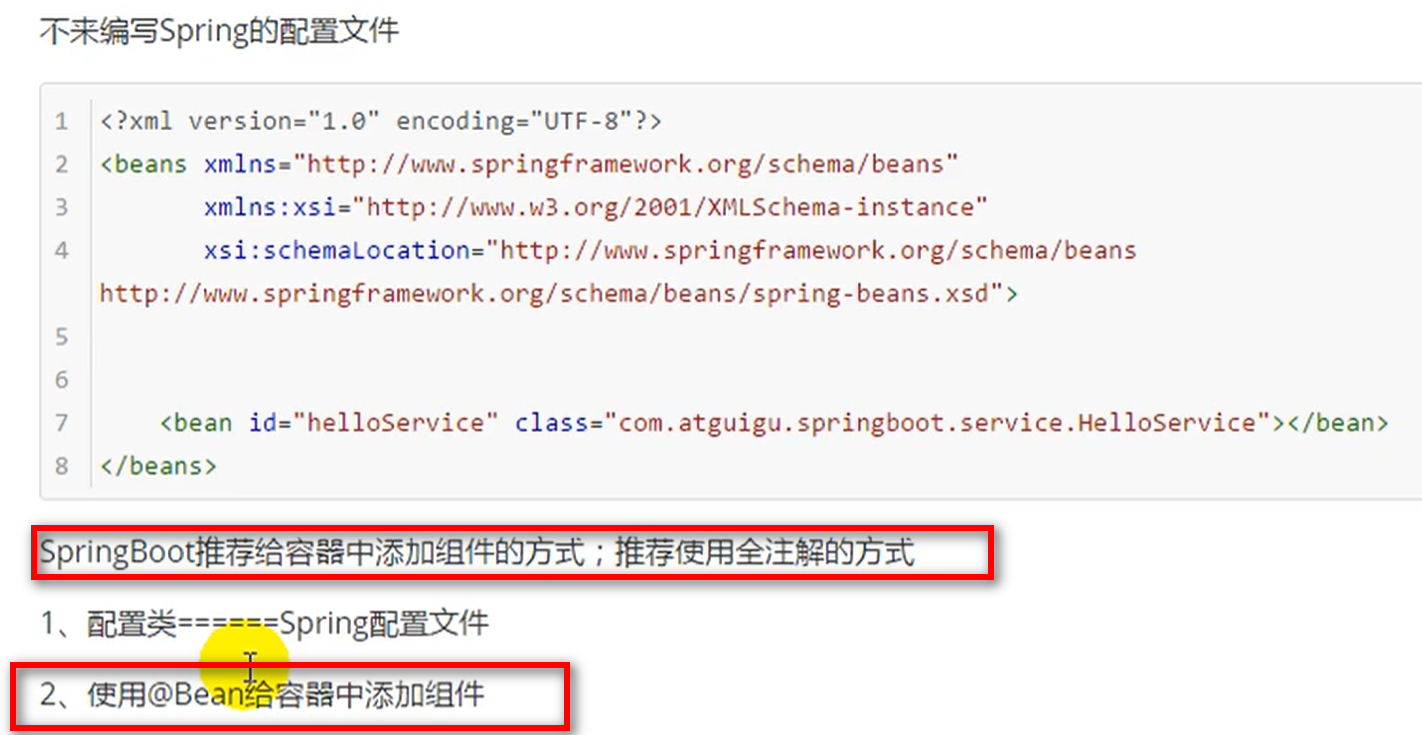 不来编写Spring的配置文件
1 <?xml version="1.0" encoding="UTF-8"?>
2 <beans xmlns="http://www.springframework.org/schema/beans"
3 xmlns:xsi="http://www.w3.org/2001/XMLSchema-instance"
4 xsi:schemaLocation="http://www.springframework.org/schema/beans
http://www.springframework.org/schema/beans/spring-beans.xsd">
5
6
7 <bean id="helloService" class="com.atguigu.springboot.service.HelloService"></bean>
8 </beans>
SpringBoot推荐给容器中添加组件的方式；推荐使用全注解的方式
1、配置类======Spring配置文件
2、使用@Bean给容器中添加组件